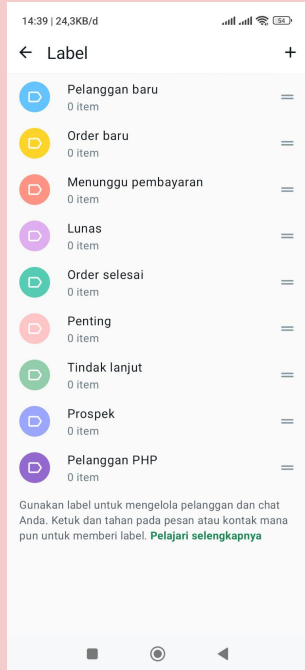 14:39 | 24,3KB/d
54
Label
Pelanggan baru
0 item
Order baru
0 item
Menunggu pembayaran
0 item
Lunas
0 item
Order selesai
0 item
Penting
0 item
Tindak lanjut
0 item
Prospek
0 item
Pelanggan PHP
0 item
Gunakan label untuk mengelola pelanggan dan chat
Anda. Ketuk dan tahan pada pesan atau kontak mana
pun untuk memberi label. Pelajari selengkapnya